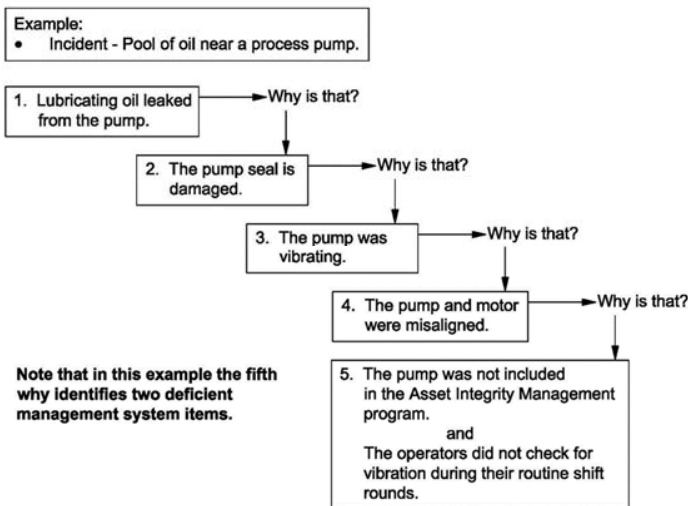 Example:
• Incident - Pool of oil near a process pump.
1. Lubricating oil leaked
from the pump.
Why is that?
2. The pump seal is
damaged.
Why is that?
3. The pump was
vibrating.
Why is that?
4. The pump and motor
were misaligned.
Why is that?
5. The pump was not included
in the Asset Integrity Management
program.
and
The operators did not check for
vibration during their routine shift
rounds.
Note that in this example the fifth
why identifies two deficient
management system items.